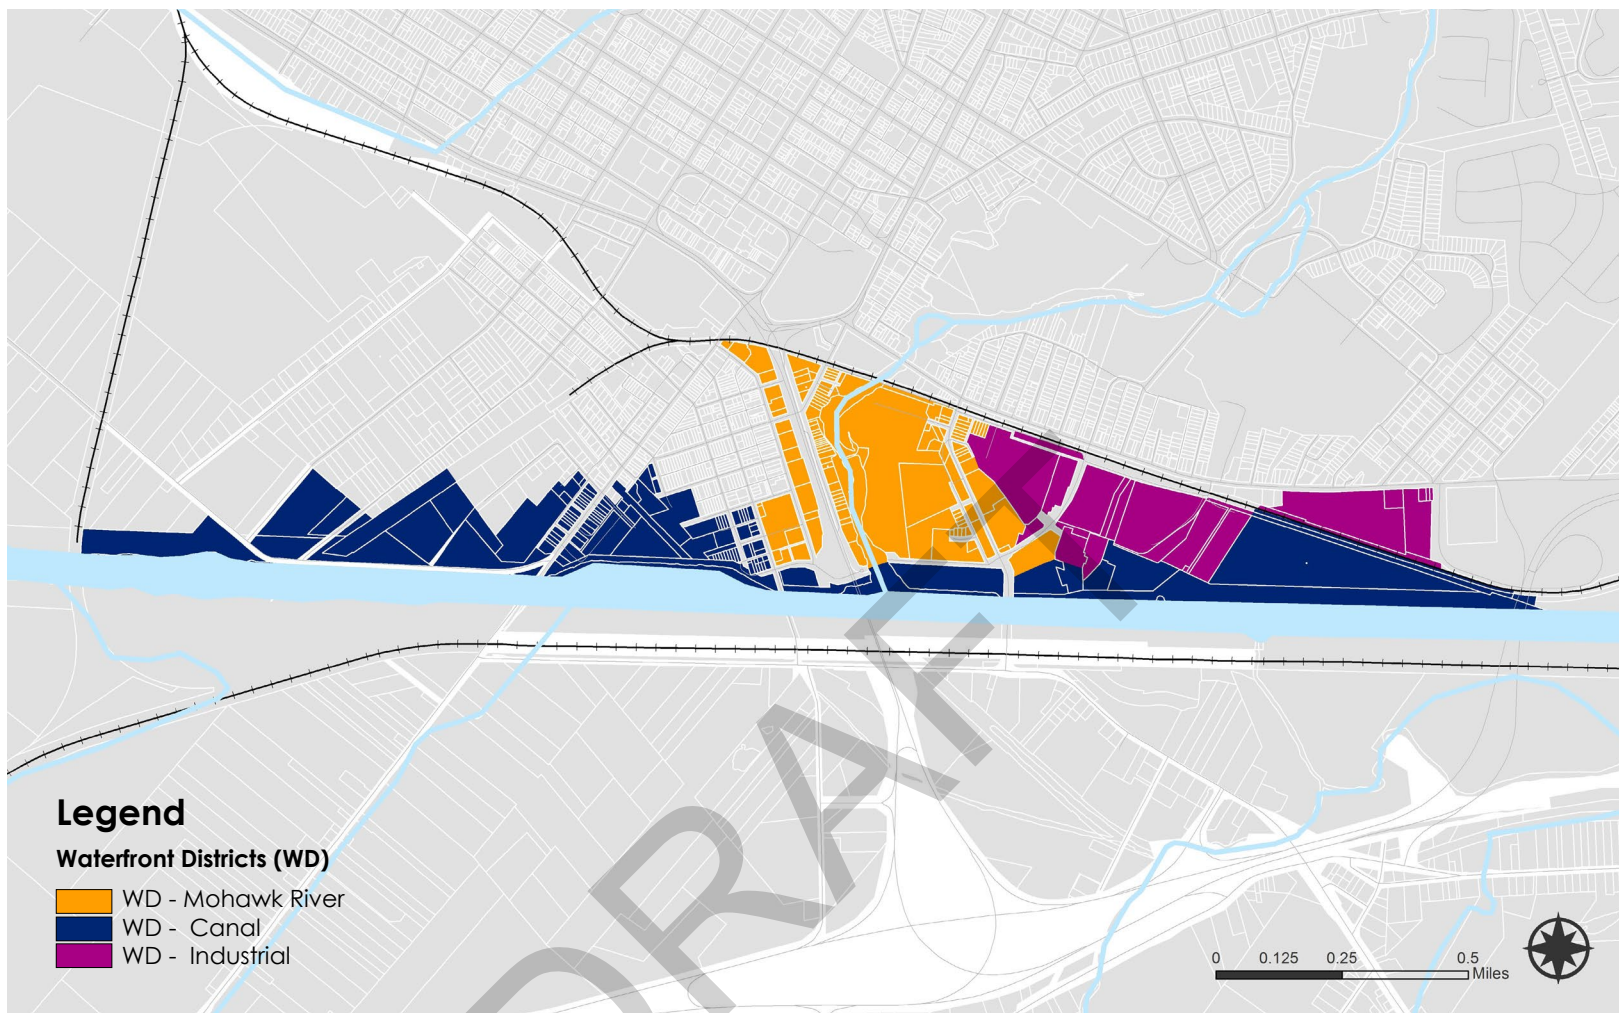 DRAFT
Legend
Waterfront Districts (WD)
WD - Mohawk River
WD - Canal
WD - Industrial
0 0.125 0.25 0.5
Miles